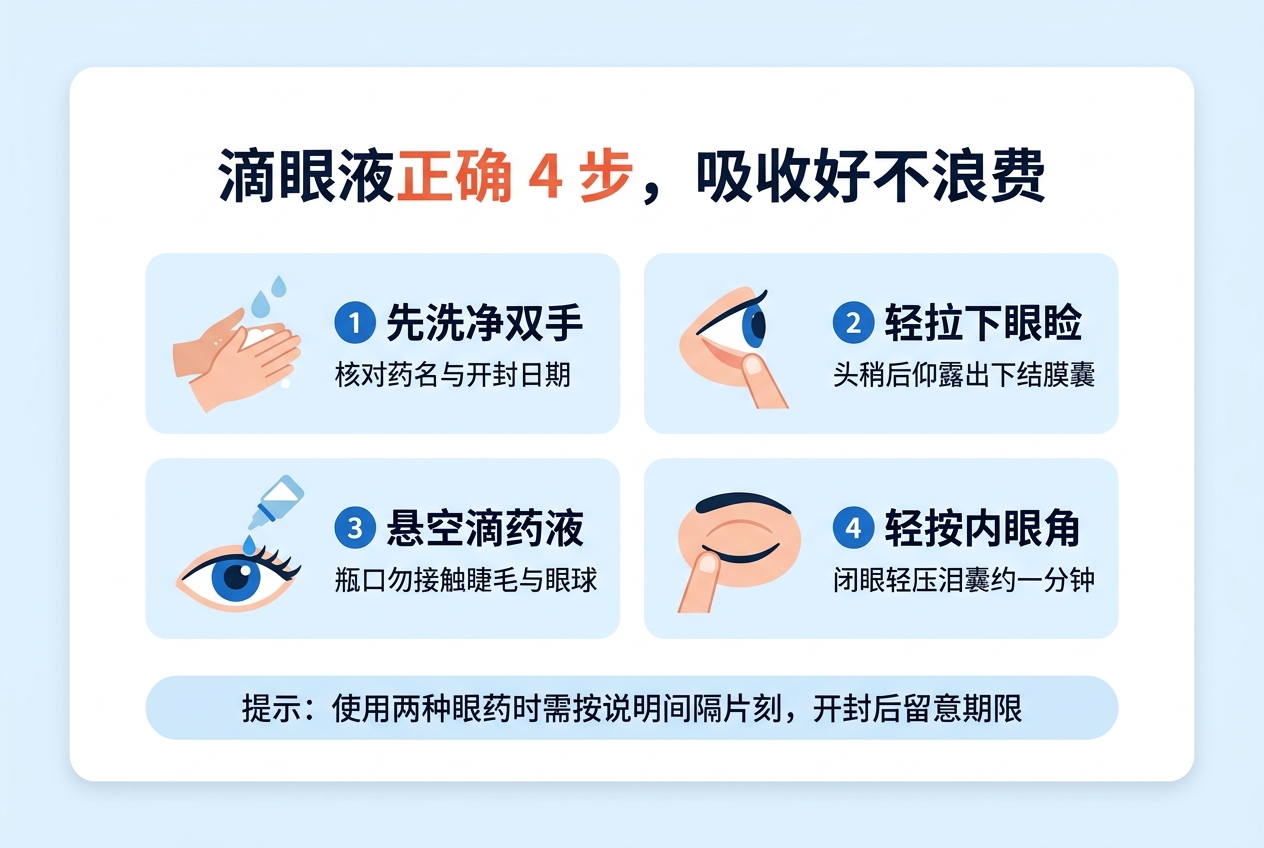 滴眼液正确 4 步，吸收好不浪费
1 先洗净双手
核对药名与开封日期
2 轻拉下眼睑
头稍后仰露出下结膜囊
3 悬空滴药液
瓶口勿接触睫毛与眼球
4 轻按内眼角
闭眼轻压泪囊约一分钟
提示：使用两种眼药时需按说明间隔片刻，开封后留意期限